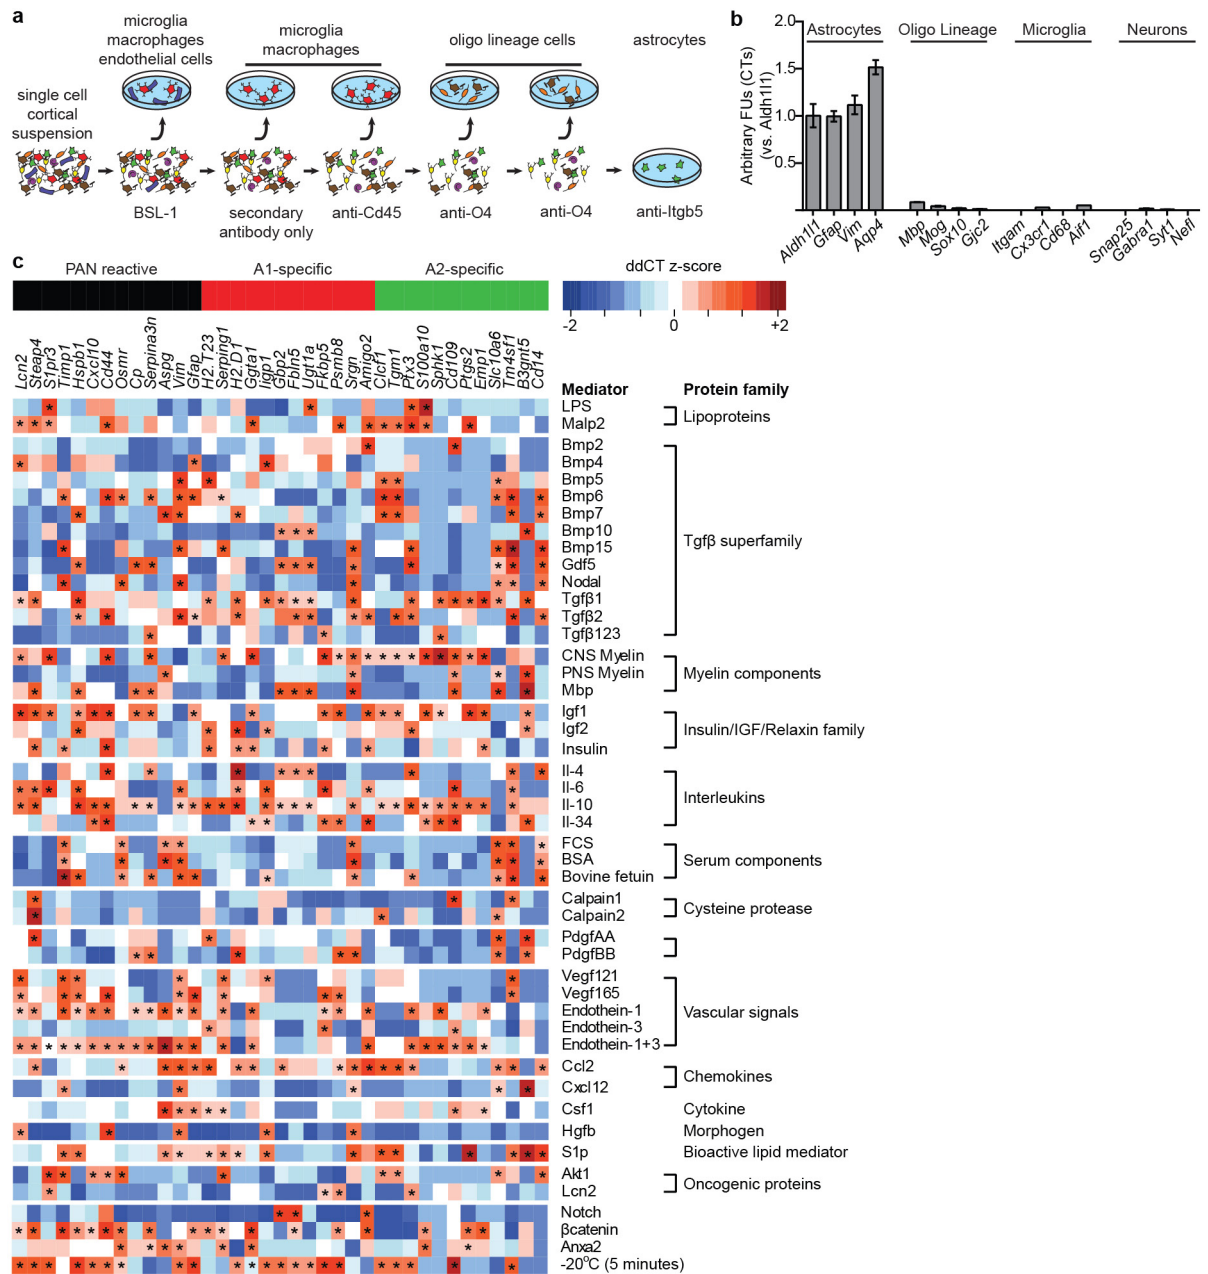 a
microglia
macrophages
endothelial cells
microglia
macrophages
oligo lineage cells
astrocytes
single cell
cortical
suspension
BSL-1
secondary
antibody only
anti-Cd45
anti-O4
anti-O4
anti-Itgb5
b
Astrocytes
Oligo Lineage
Microglia
Neurons
Arbitrary FUs (CTs)
(vs. Aldh1l1)
2.0
1.5
1.0
0.5
Aldh1l1
Gfap
Vim
Aqp4
Mbp
Mog
Sox10
Gjc2
Itgam
Cx3cr1
Cd68
Aif1
Snap25
Gabra1
Syt1
Nefl
c
PAN reactive
A1-specific
A2-specific
ddCT z-score
-2
0
+2
Lcn2
Steap4
S1pr3
Timp1
Hspb1
Cxcl10
Cd44
Osmr
Cp
Serpina3n
Aspg
Vim
Gfap
H2.T23
Serping1
H2.D1
Ggta1
Iigp1
Gbp2
Fbln5
Ugt1a
Fkbp5
Psmb8
Srgn
Amigo2
Clcf1
Tgm1
Ptx3
S100a10
Sphk1
Cd109
Ptgs2
Emp1
Slc10a6
Tm4sf1
B3gnt5
Cd14
Mediator
Protein family
LPS
Malp2
Lipoproteins
Bmp2
Bmp4
Bmp5
Bmp6
Bmp7
Bmp10
Bmp15
Gdf5
Nodal
Tgfβ1
Tgfβ2
Tgfβ123
Tgfβ superfamily
CNS Myelin
PNS Myelin
Mbp
Myelin components
Igf1
Igf2
Insulin
Insulin/IGF/Relaxin family
Il-4
Il-6
Il-10
Il-34
Interleukins
FCS
BSA
Bovine fetuin
Serum components
Calpain1
Calpain2
Cysteine protease
PdgfAA
PdgfBB
Vegf121
Vegf165
Endothein-1
Endothein-3
Endothein-1+3
Vascular signals
Ccl2
Cxcl12
Chemokines
Csf1
Cytokine
Hgfb
Morphogen
S1p
Bioactive lipid mediator
Akt1
Lcn2
Oncogenic proteins
Notch
βcatenin
Anxa2
-20°C (5 minutes)